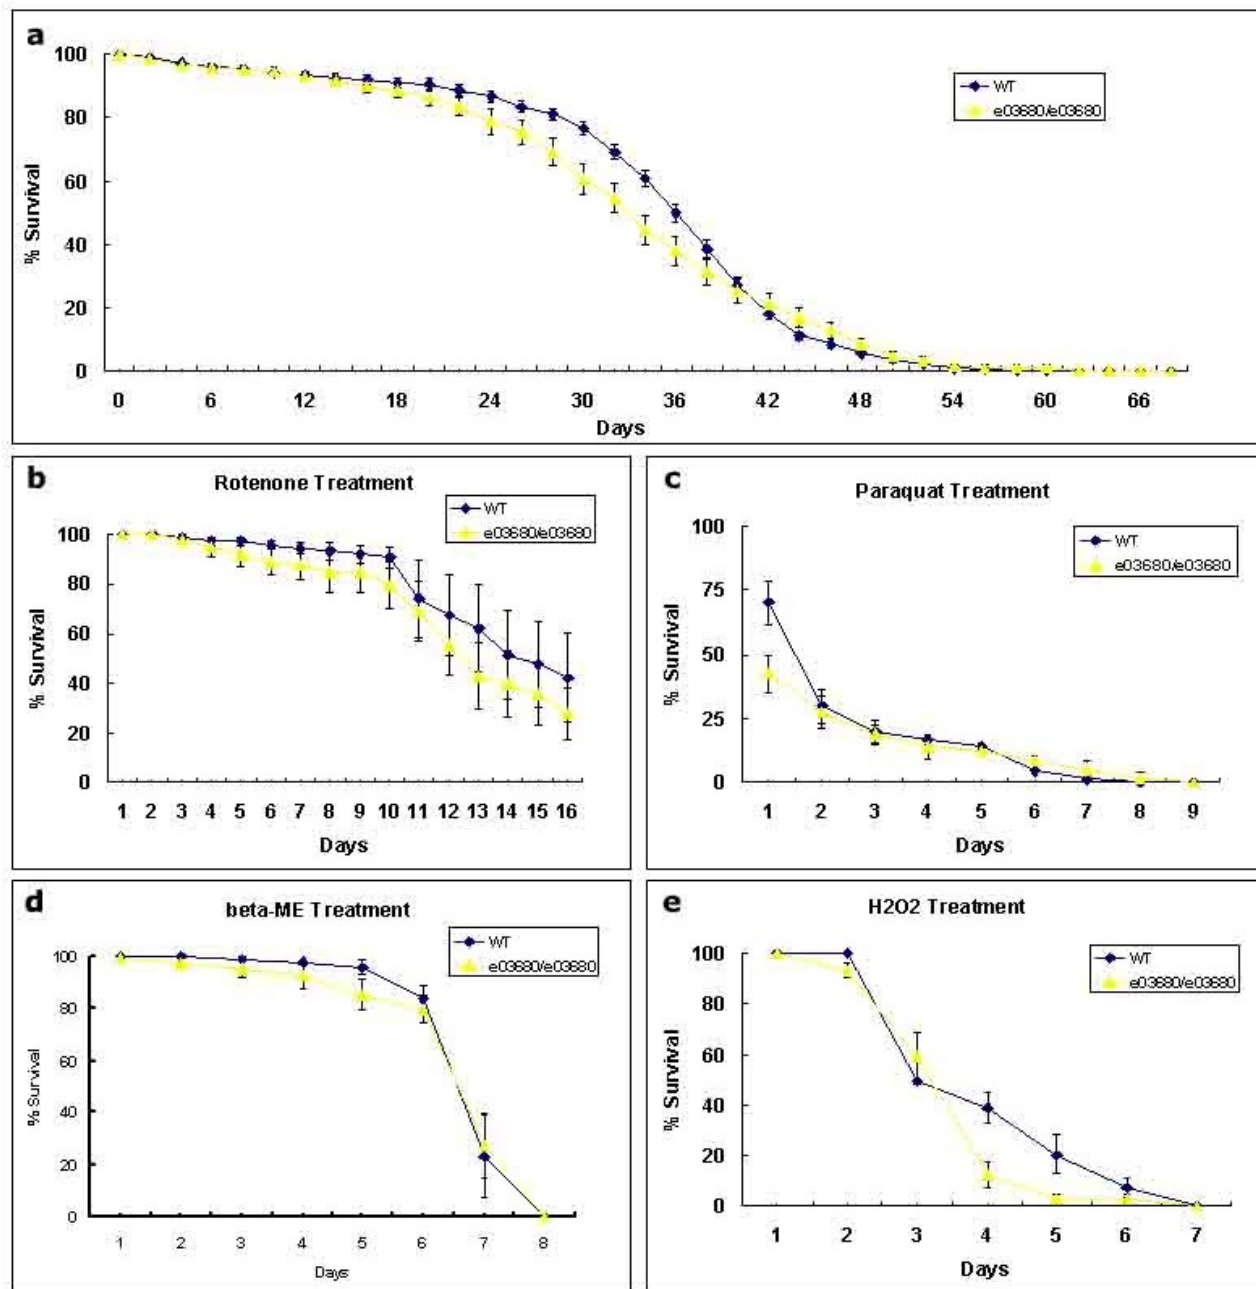 a
WT
e03680/e03680
% Survival
100
80
60
40
20
0
0 6 12 18 24 30 36 42 48 54 60 66
Days
b
Rotenone Treatment
WT
e03680/e03680
% Survival
100
80
60
40
20
0
1 2 3 4 5 6 7 8 9 10 11 12 13 14 15 16
Days
c
Paraquat Treatment
WT
e03680/e03680
% Survival
100
75
50
25
0
1 2 3 4 5 6 7 8 9
Days
d
beta-ME Treatment
WT
e03680/e03680
% Survival
100
80
60
40
20
0
1 2 3 4 5 6 7 8
Days
e
H2O2 Treatment
WT
e03680/e03680
% Survival
100
80
60
40
20
0
1 2 3 4 5 6 7
Days